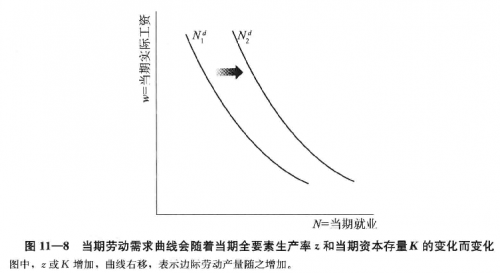 w=当期实际工资
N₁ᵈ
N₂ᵈ
N=当期就业
图 11—8 当期劳动需求曲线会随着当期全要素生产率 z 和当期资本存量 K 的变化而变化
图中，z 或 K 增加，曲线右移，表示边际劳动产量随之增加。